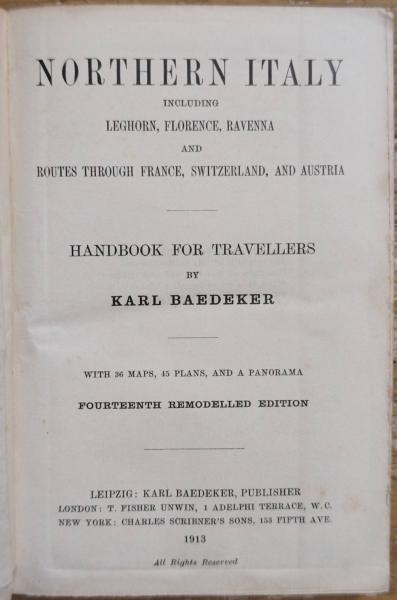 NORTHERN ITALY
INCLUDING
LEGHORN, FLORENCE, RAVENNA
AND
ROUTES THROUGH FRANCE, SWITZERLAND, AND AUSTRIA
HANDBOOK FOR TRAVELLERS
BY
KARL BAEDEKER
WITH 36 MAPS, 45 PLANS, AND A PANORAMA
FOURTEENTH REMODELLED EDITION
LEIPZIG: KARL BAEDEKER, PUBLISHER
LONDON: T. FISHER UNWIN, 1 ADELPHI TERRACE, W. C.
NEW YORK: CHARLES SCRIBNER'S SONS, 153 FIFTH AVE.
1913
All Rights Reserved